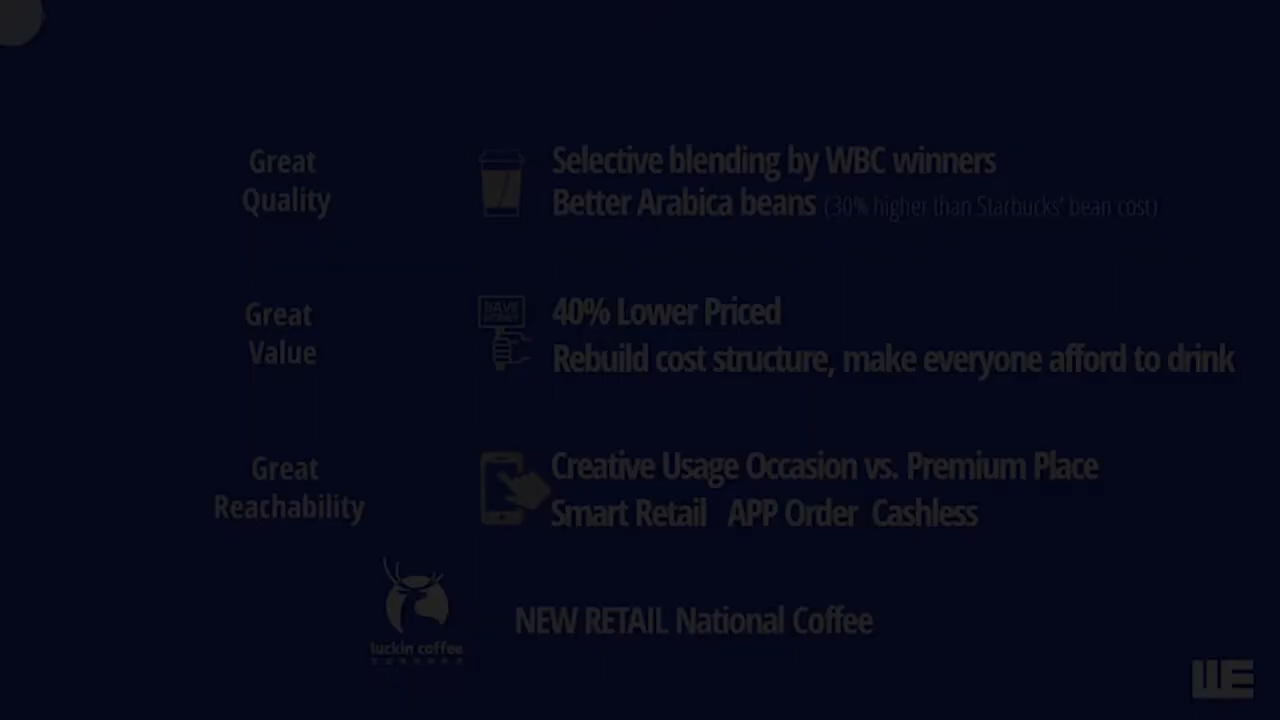 Great
Quality
Selective blending by WBC winners
Better Arabica beans (30% higher than Starbucks' bean cost)
Great
Value
SAVE
40% Lower Priced
Rebuild cost structure, make everyone afford to drink
Great
Reachability
Creative Usage Occasion vs. Premium Place
Smart Retail APP Order Cashless
luckin coffee
NEW RETAIL National Coffee
WE